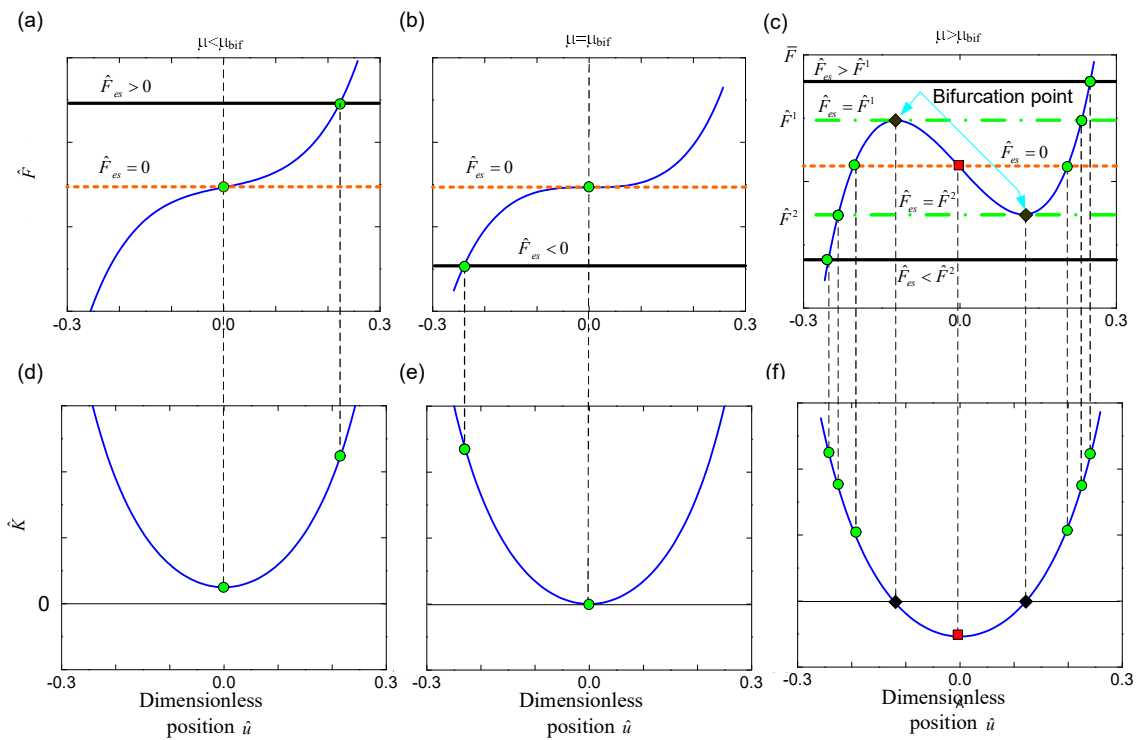 (a)
μ<μbif
F̂es > 0
F̂es = 0
F̂
-0.3
0.0
0.3
(b)
μ=μbif
F̂es = 0
F̂es < 0
-0.3
0.0
0.3
(c)
μ>μbif
F̅
F̂es > F̂¹
F̂es = F̂¹
Bifurcation point
F̂¹
F̂es = 0
F̂es = F̂²
F̂²
F̂es < F̂²
-0.3
0.0
0.3
(d)
K̂
0
-0.3
0.0
0.3
Dimensionless
position û
(e)
-0.3
0.0
0.3
Dimensionless
position û
(f)
-0.3
0.0
0.3
Dimensionless
position û